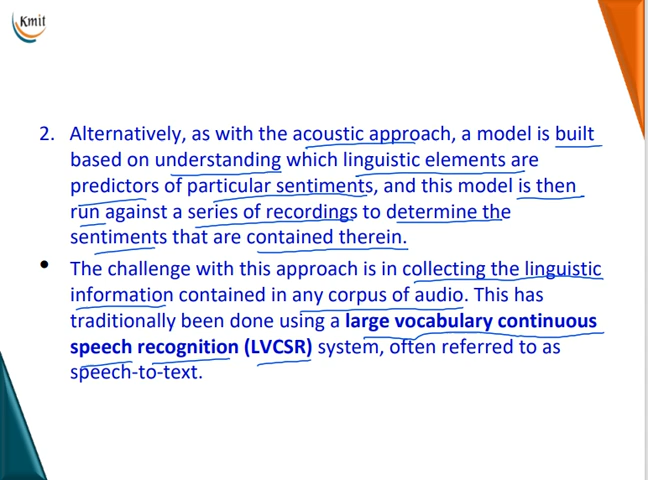 Kmit
2. Alternatively, as with the acoustic approach, a model is built
based on understanding which linguistic elements are
predictors of particular sentiments, and this model is then
run against a series of recordings to determine the
sentiments that are contained therein.
• The challenge with this approach is in collecting the linguistic
information contained in any corpus of audio. This has
traditionally been done using a large vocabulary continuous
speech recognition (LVCSR) system, often referred to as
speech-to-text.